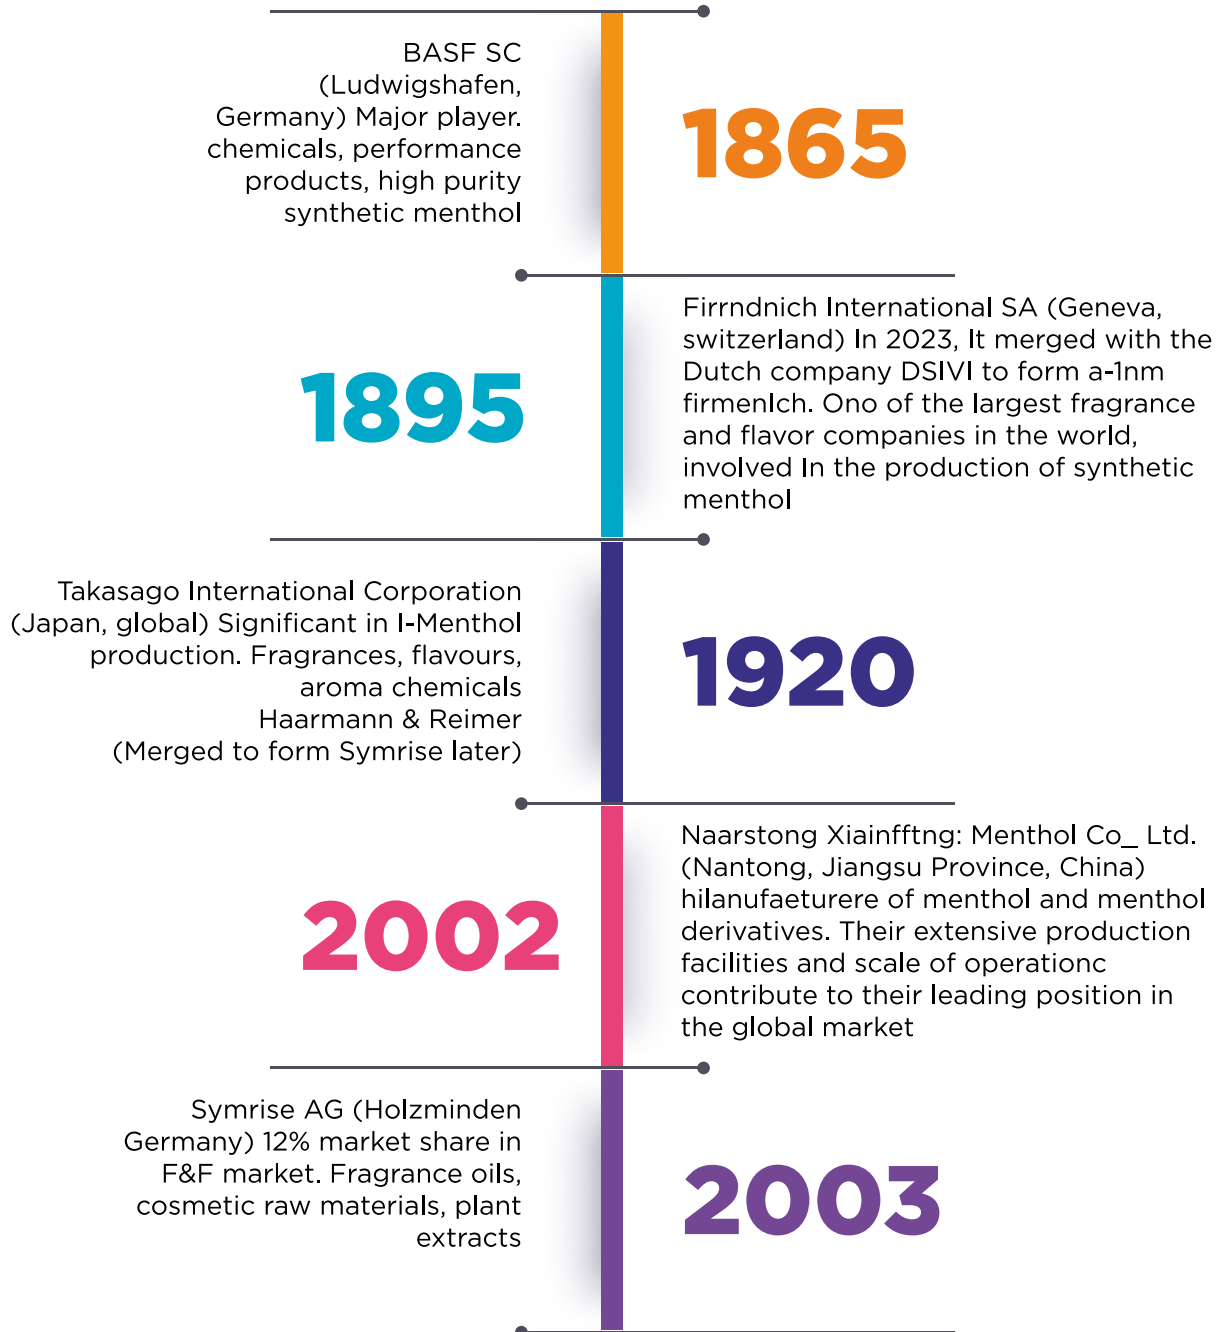 BASF SC
(Ludwigshafen,
Germany) Major player.
chemicals, performance
products, high purity
synthetic menthol
1865
1895
Firrndnich International SA (Geneva,
switzerland) In 2023, It merged with the
Dutch company DSIVI to form a-1nm
firmenIch. Ono of the largest fragrance
and flavor companies in the world,
involved In the production of synthetic
menthol
Takasago International Corporation
(Japan, global) Significant in I-Menthol
production. Fragrances, flavours,
aroma chemicals
Haarmann & Reimer
(Merged to form Symrise later)
1920
2002
Naarstong Xiainfftng: Menthol Co_ Ltd.
(Nantong, Jiangsu Province, China)
hilanufaeturere of menthol and menthol
derivatives. Their extensive production
facilities and scale of operationc
contribute to their leading position in
the global market
Symrise AG (Holzminden
Germany) 12% market share in
F&F market. Fragrance oils,
cosmetic raw materials, plant
extracts
2003